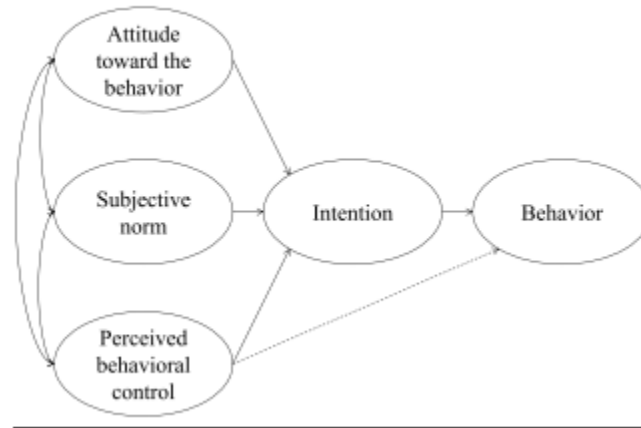 Attitude
toward the
behavior
Subjective
norm
Intention
Behavior
Perceived
behavioral
control